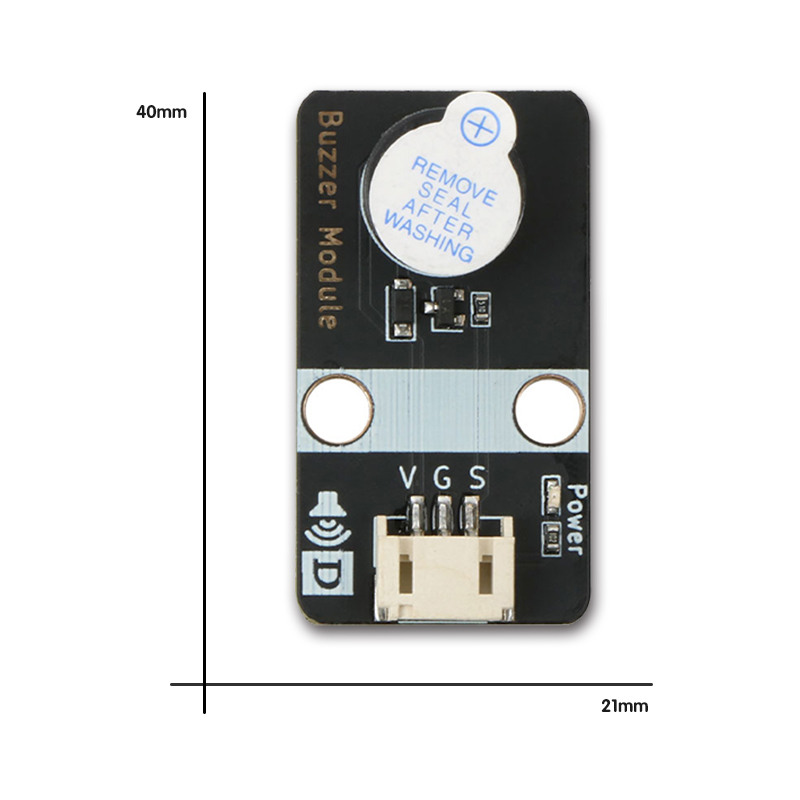 40mm
Buzzer Module
REMOVE
SEAL
AFTER
WASHING
V G S
Power
D
21mm